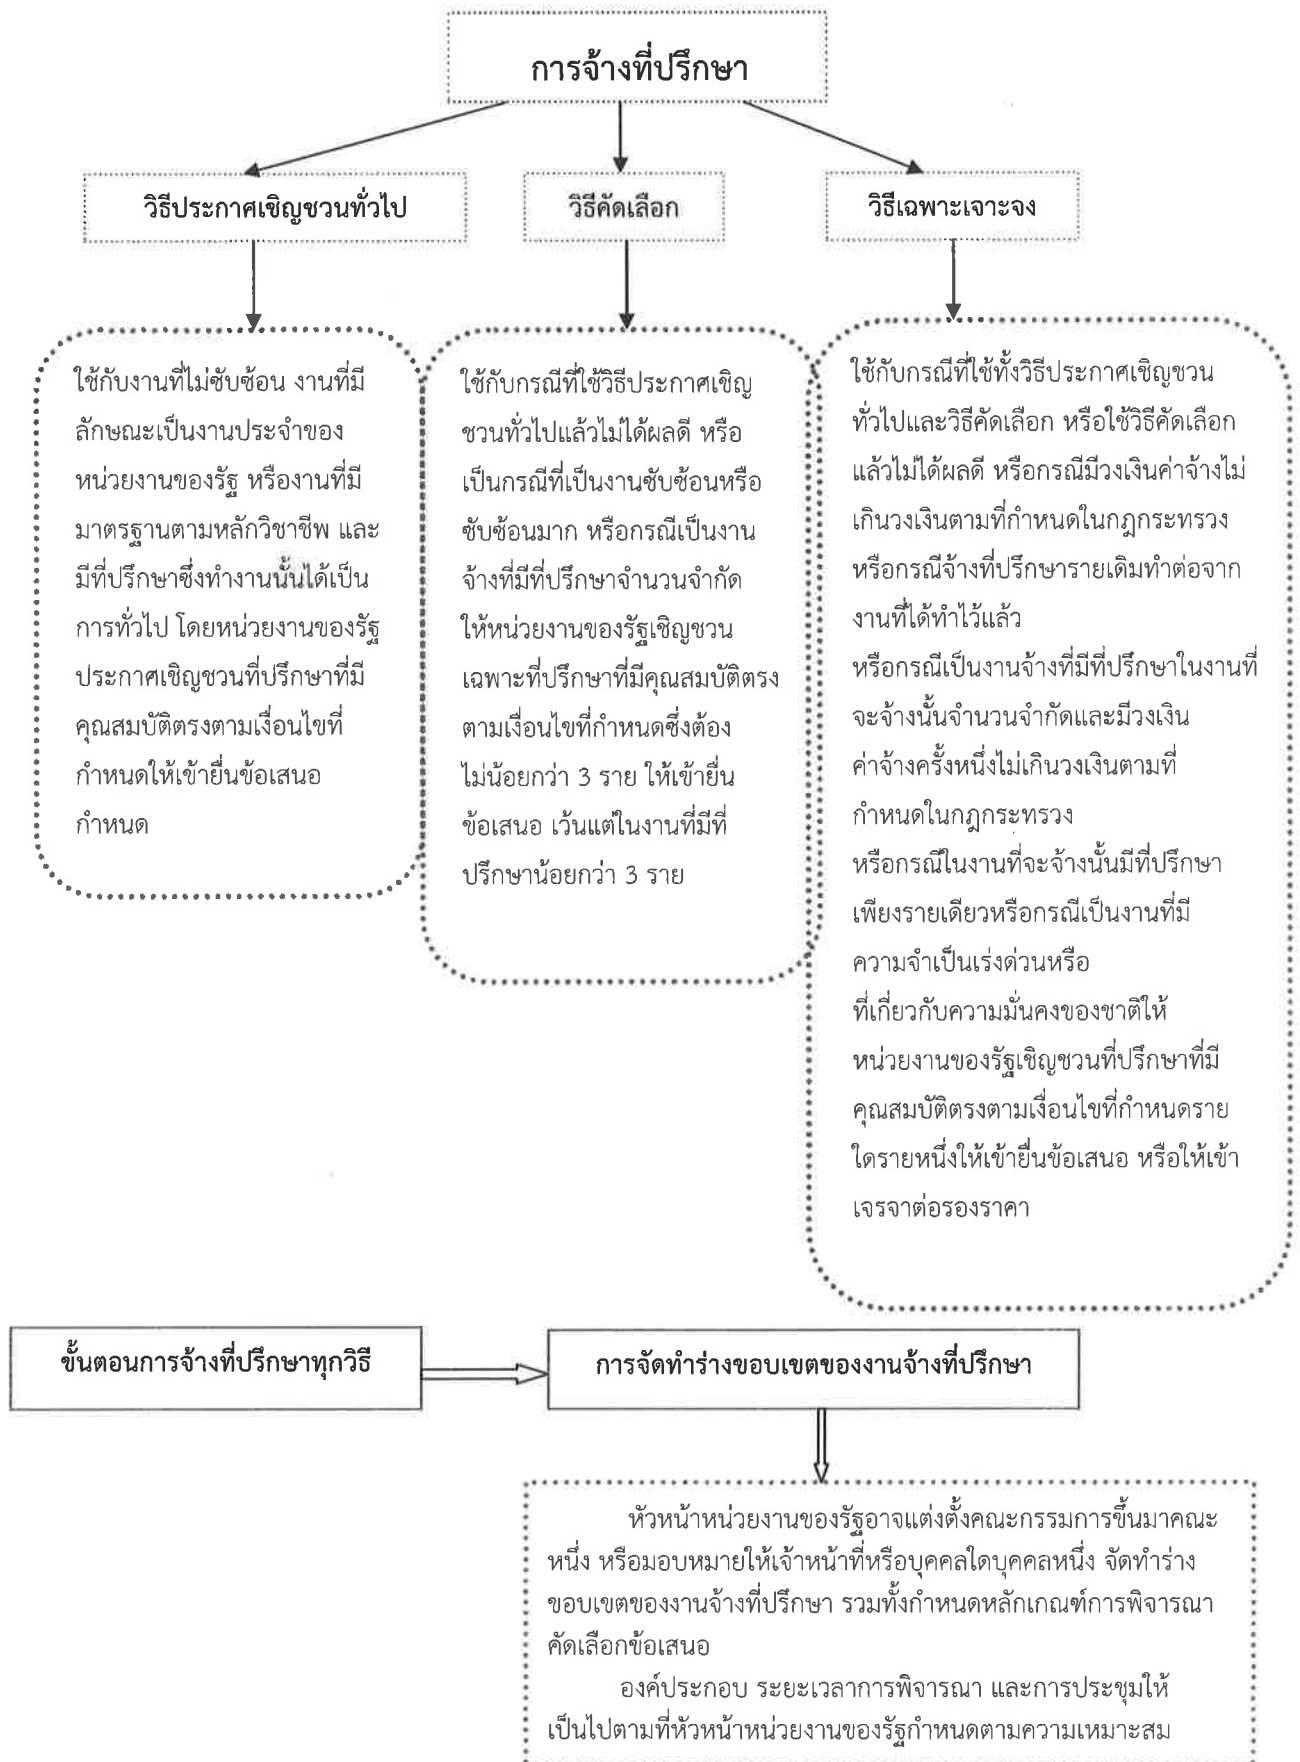 การจ้างที่ปรึกษา
วิธีประกาศเชิญชวนทั่วไป
วิธีคัดเลือก
วิธีเฉพาะเจาะจง
ใช้กับงานที่ไม่ซับซ้อน งานที่มี
ลักษณะเป็นงานประจำของ
หน่วยงานของรัฐ หรืองานที่มี
มาตรฐานตามหลักวิชาชีพ และ
มีที่ปรึกษาซึ่งทำงานนั้นได้เป็น
การทั่วไป โดยหน่วยงานของรัฐ
ประกาศเชิญชวนที่ปรึกษาที่มี
คุณสมบัติตรงตามเงื่อนไขที่
กำหนดให้เข้ายื่นข้อเสนอ
กำหนด
ใช้กับกรณีที่ใช้วิธีประกาศเชิญ
ชวนทั่วไปแล้วไม่ได้ผลดี หรือ
เป็นกรณีที่เป็นงานซับซ้อนหรือ
ซับซ้อนมาก หรือกรณีเป็นงาน
จ้างที่มีที่ปรึกษาจำนวนจำกัด
ให้หน่วยงานของรัฐเชิญชวน
เฉพาะที่ปรึกษาที่มีคุณสมบัติตรง
ตามเงื่อนไขที่กำหนดซึ่งต้อง
ไม่น้อยกว่า 3 ราย ให้เข้ายื่น
ข้อเสนอ เว้นแต่ในงานที่มีที่
ปรึกษาน้อยกว่า 3 ราย
ใช้กับกรณีที่ใช้ทั้งวิธีประกาศเชิญชวน
ทั่วไปและวิธีคัดเลือก หรือใช้วิธีคัดเลือก
แล้วไม่ได้ผลดี หรือกรณีมีวงเงินค่าจ้างไม่
เกินวงเงินตามที่กำหนดในกฎกระทรวง
หรือกรณีจ้างที่ปรึกษารายเดิมทำต่อจาก
งานที่ได้ทำไว้แล้ว
หรือกรณีเป็นงานจ้างที่มีที่ปรึกษาในงานที่
จะจ้างนั้นจำนวนจำกัดและมีวงเงิน
ค่าจ้างครั้งหนึ่งไม่เกินวงเงินตามที่
กำหนดในกฎกระทรวง
หรือกรณีในงานที่จะจ้างนั้นมีที่ปรึกษา
เพียงรายเดียวหรือกรณีเป็นงานที่มี
ความจำเป็นเร่งด่วนหรือ
ที่เกี่ยวกับความมั่นคงของชาติให้
หน่วยงานของรัฐเชิญชวนที่ปรึกษาที่มี
คุณสมบัติตรงตามเงื่อนไขที่กำหนดราย
ใดรายหนึ่งให้เข้ายื่นข้อเสนอ หรือให้เข้า
เจรจาต่อรองราคา
ขั้นตอนการจ้างที่ปรึกษาทุกวิธี
การจัดทำร่างขอบเขตของงานจ้างที่ปรึกษา
หัวหน้าหน่วยงานของรัฐอาจแต่งตั้งคณะกรรมการขึ้นมาคณะ
หนึ่ง หรือมอบหมายให้เจ้าหน้าที่หรือบุคคลใดบุคคลหนึ่ง จัดทำร่าง
ขอบเขตของงานจ้างที่ปรึกษา รวมทั้งกำหนดหลักเกณฑ์การพิจารณา
คัดเลือกข้อเสนอ
องค์ประกอบ ระยะเวลาการพิจารณา และการประชุมให้
เป็นไปตามที่หัวหน้าหน่วยงานของรัฐกำหนดตามความเหมาะสม